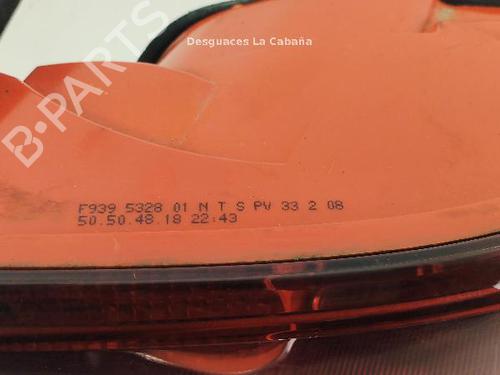 Desguaces La Cabaña
B-PARTS
F939 5328 01 N T S PV 33 2 08
50.50.48.18 22:43